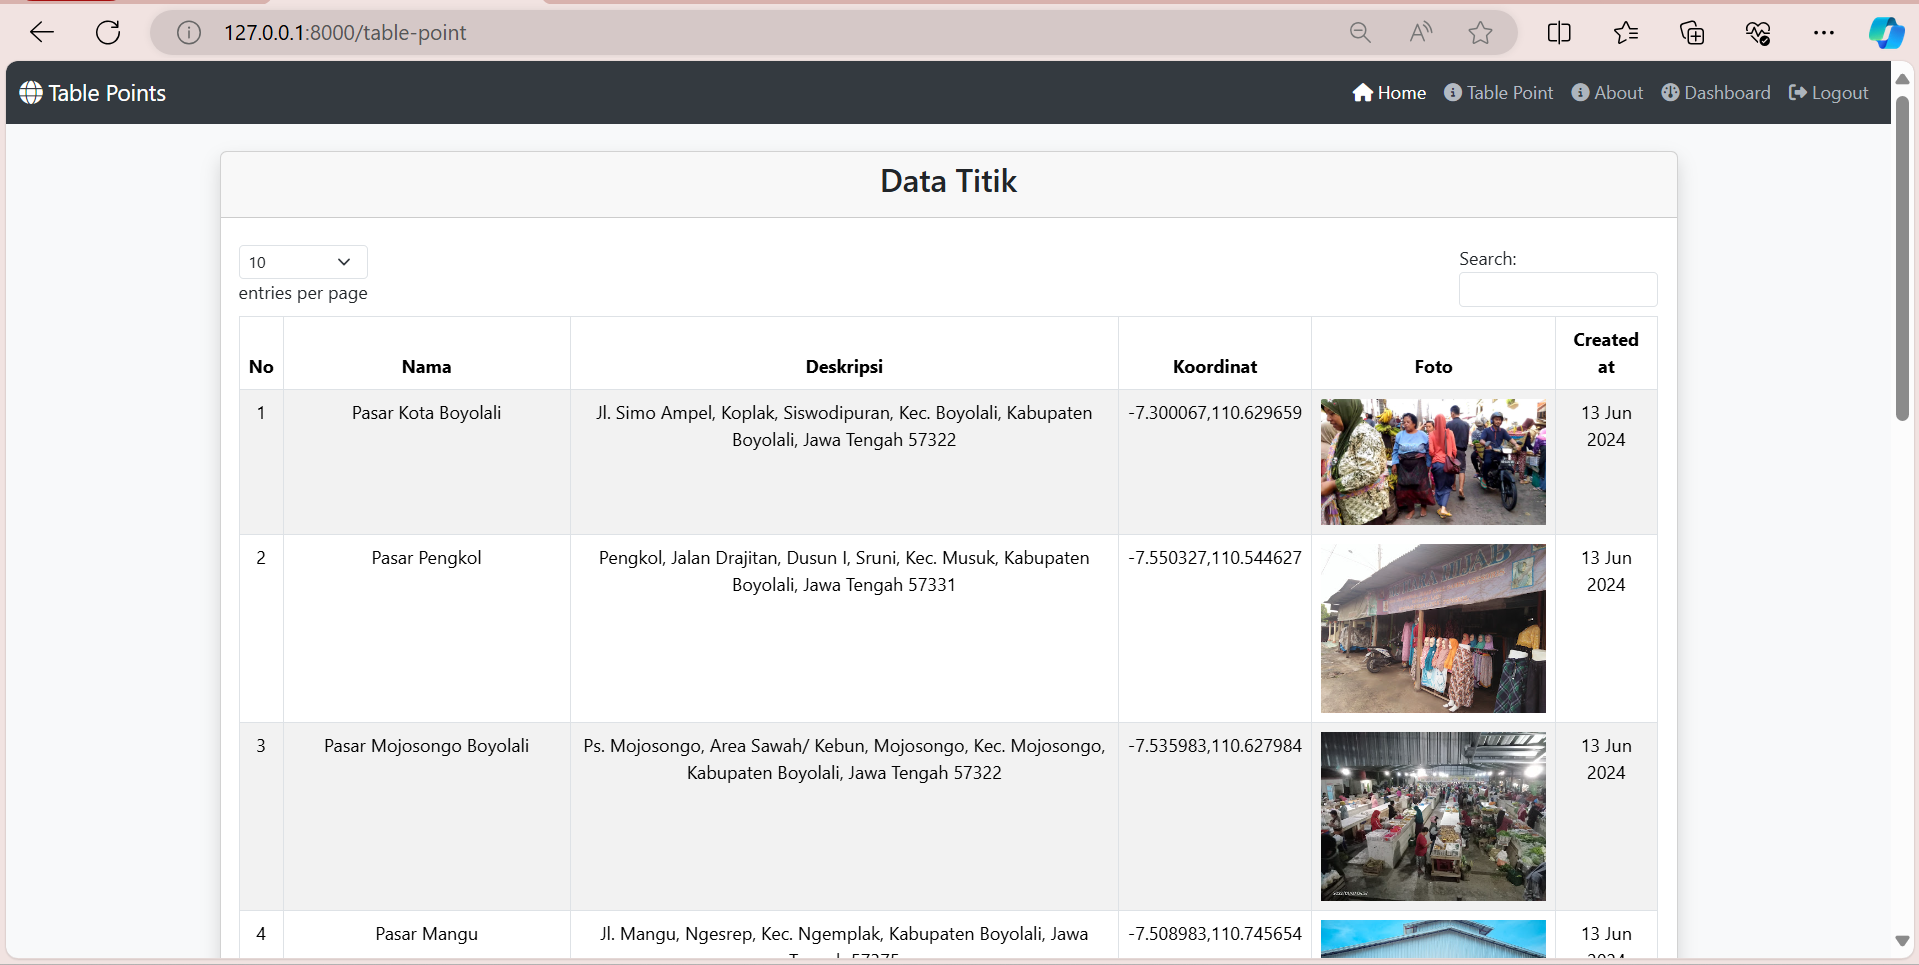 127.0.0.1:8000/table-point
Table Points
Home Table Point About Dashboard Logout
Data Titik
10
entries per page
Search:
No Nama Deskripsi Koordinat Foto Created
at
1 Pasar Kota Boyolali Jl. Simo Ampel, Koplak, Siswodipuran, Kec. Boyolali, Kabupaten -7.300067,110.629659 13 Jun
Boyolali, Jawa Tengah 57322 2024
2 Pasar Pengkol Pengkol, Jalan Drajitan, Dusun I, Sruni, Kec. Musuk, Kabupaten -7.550327,110.544627 13 Jun
Boyolali, Jawa Tengah 57331 2024
3 Pasar Mojosongo Boyolali Ps. Mojosongo, Area Sawah/ Kebun, Mojosongo, Kec. Mojosongo, -7.535983,110.627984 13 Jun
Kabupaten Boyolali, Jawa Tengah 57322 2024
4 Pasar Mangu Jl. Mangu, Ngesrep, Kec. Ngemplak, Kabupaten Boyolali, Jawa -7.508983,110.745654 13 Jun